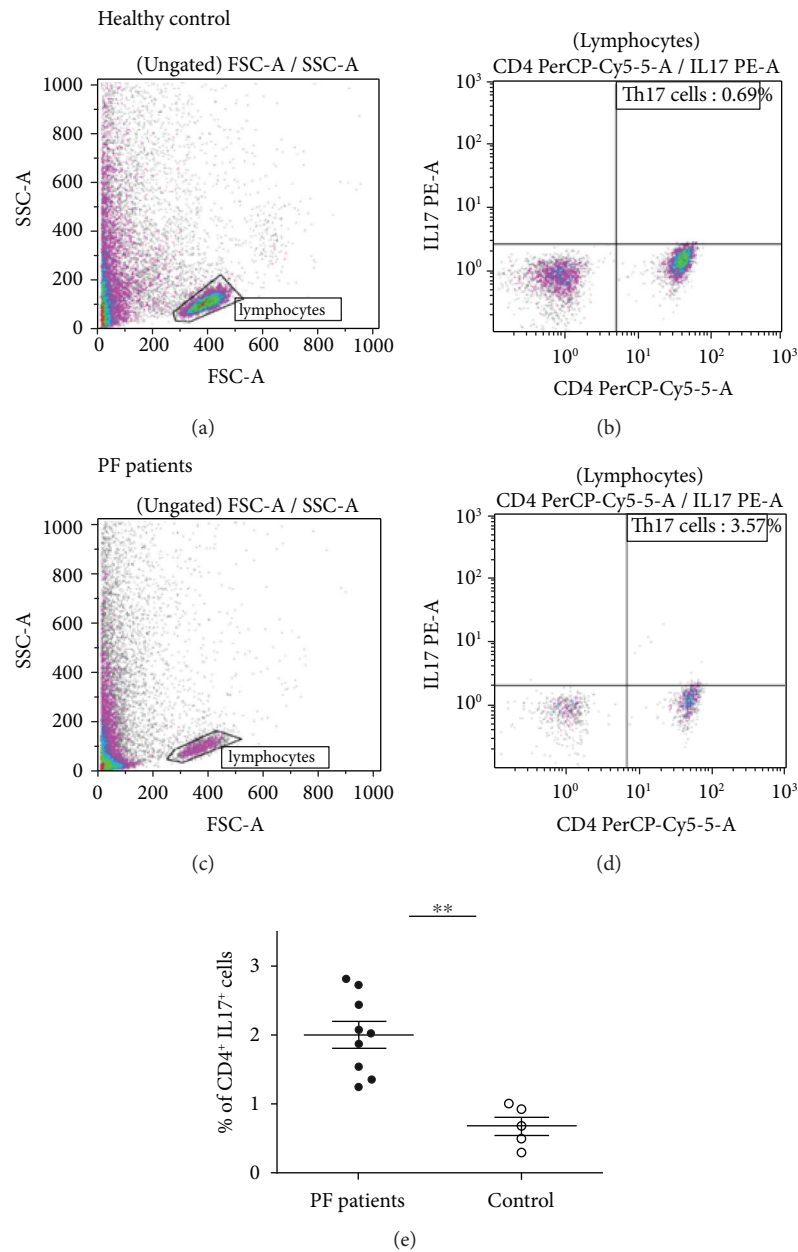 Healthy control
(Ungated) FSC-A / SSC-A
1000
800
600
400
200
0
SSC-A
lymphocytes
0 200 400 600 800 1000
FSC-A
(a)
(Lymphocytes)
CD4 PerCP-Cy5-5-A / IL17 PE-A
Th17 cells : 0.69%
10³
10²
10¹
10⁰
IL17 PE-A
10⁰ 10¹ 10² 10³
CD4 PerCP-Cy5-5-A
(b)
PF patients
(Ungated) FSC-A / SSC-A
1000
800
600
400
200
0
SSC-A
lymphocytes
0 200 400 600 800 1000
FSC-A
(c)
(Lymphocytes)
CD4 PerCP-Cy5-5-A / IL17 PE-A
Th17 cells : 3.57%
10³
10²
10¹
10⁰
IL17 PE-A
10⁰ 10¹ 10² 10³
CD4 PerCP-Cy5-5-A
(d)
**
3
2
1
0
% of CD4⁺ IL17⁺ cells
PF patients Control
(e)